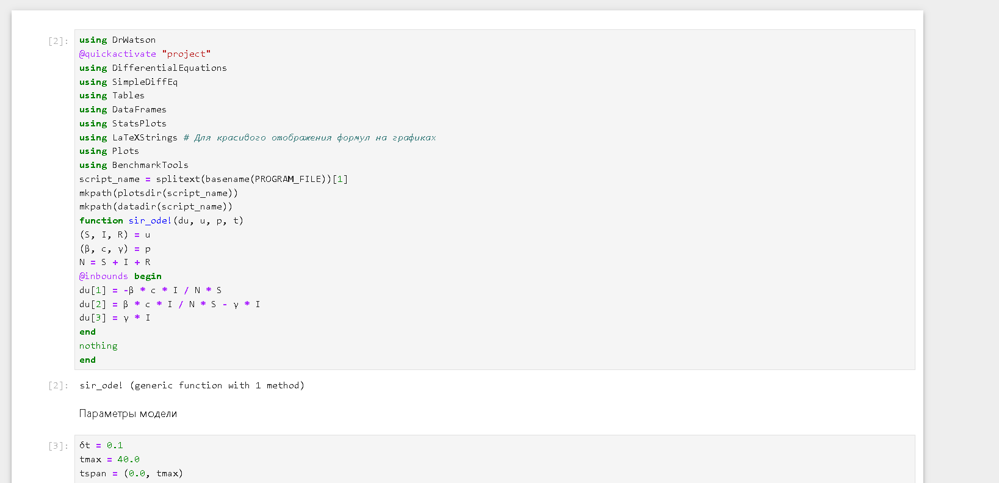 [2]:
using DrWatson
@quickactivate "project"
using DifferentialEquations
using SimpleDiffEq
using Tables
using DataFrames
using StatsPlots
using LaTeXStrings # Для красивого отображения формул на графиках
using Plots
using BenchmarkTools
script_name = splitext(basename(PROGRAM_FILE))[1]
mkpath(plotsdir(script_name))
mkpath(datadir(script_name))
function sir_ode!(du, u, p, t)
(S, I, R) = u
(β, c, γ) = p
N = S + I + R
@inbounds begin
du[1] = -β * c * I / N * S
du[2] = β * c * I / N * S - γ * I
du[3] = γ * I
end
nothing
end
[2]: sir_ode! (generic function with 1 method)
Параметры модели
[3]:
δt = 0.1
tmax = 40.0
tspan = (0.0, tmax)